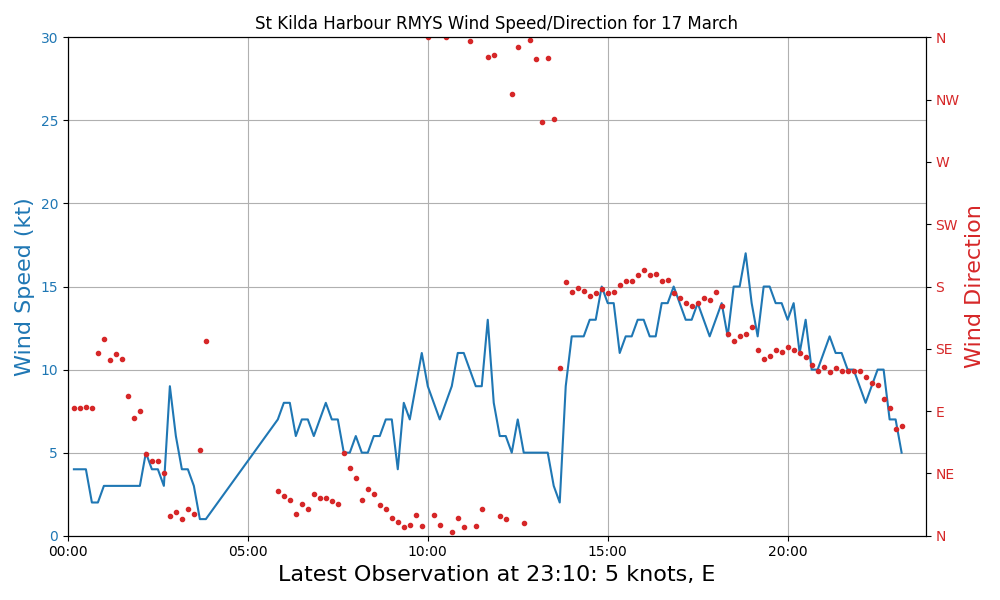 St Kilda Harbour RMYS Wind Speed/Direction for 17 March
Wind Speed (kt)
30
25
20
15
10
5
0
N
NW
W
SW
S
SE
E
NE
N
Wind Direction
00:00 05:00 10:00 15:00 20:00
Latest Observation at 23:10: 5 knots, E